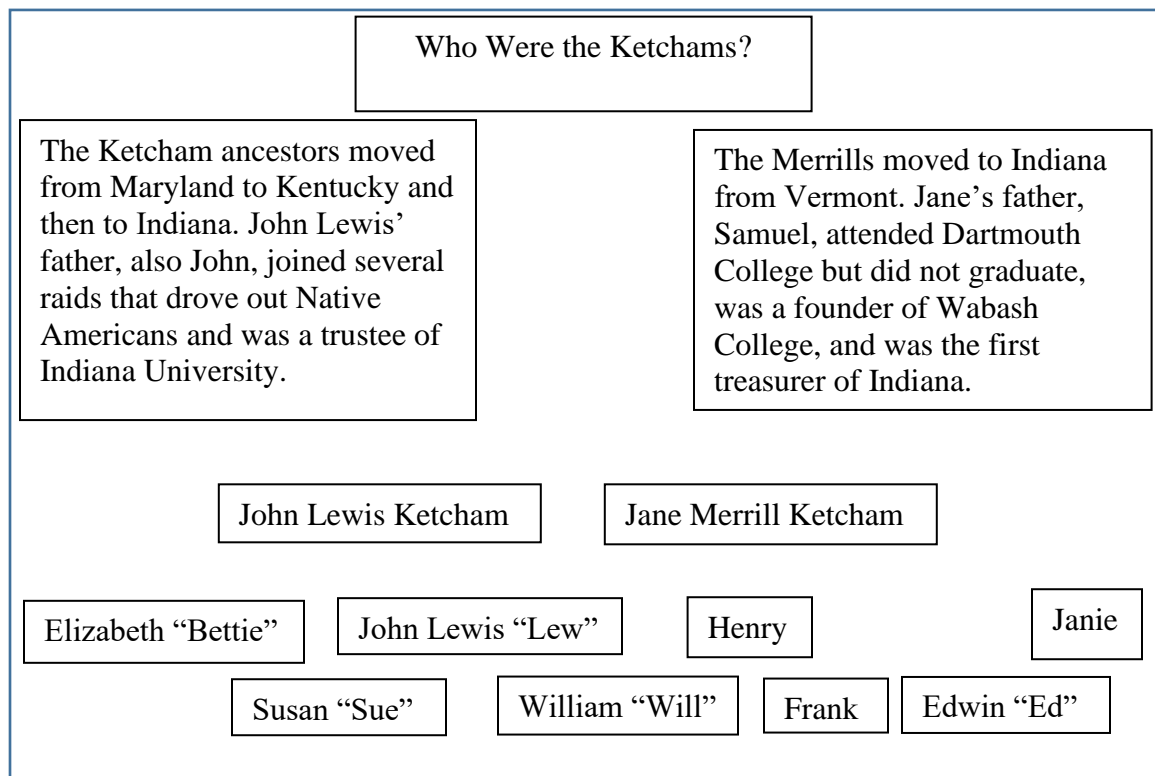 Who Were the Ketchams?
The Ketcham ancestors moved
from Maryland to Kentucky and
then to Indiana. John Lewis’
father, also John, joined several
raids that drove out Native
Americans and was a trustee of
Indiana University.
The Merrills moved to Indiana
from Vermont. Jane’s father,
Samuel, attended Dartmouth
College but did not graduate,
was a founder of Wabash
College, and was the first
treasurer of Indiana.
John Lewis Ketcham
Jane Merrill Ketcham
Elizabeth “Bettie”
John Lewis “Lew”
Henry
Janie
Susan “Sue”
William “Will”
Frank
Edwin “Ed”